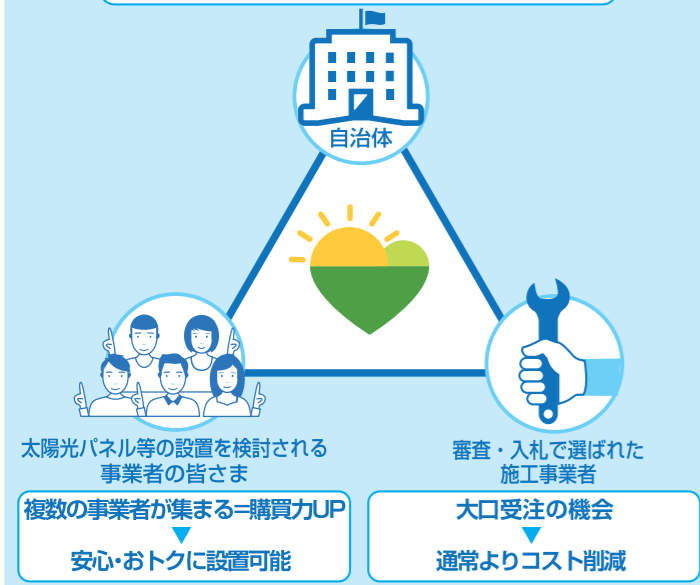 自治体
太陽光パネル等の設置を検討される
事業者の皆さま
審査・入札で選ばれた
施工事業者
複数の事業者が集まる=購買力UP
▼
安心・おトクに設置可能
大口受注の機会
▼
通常よりコスト削減